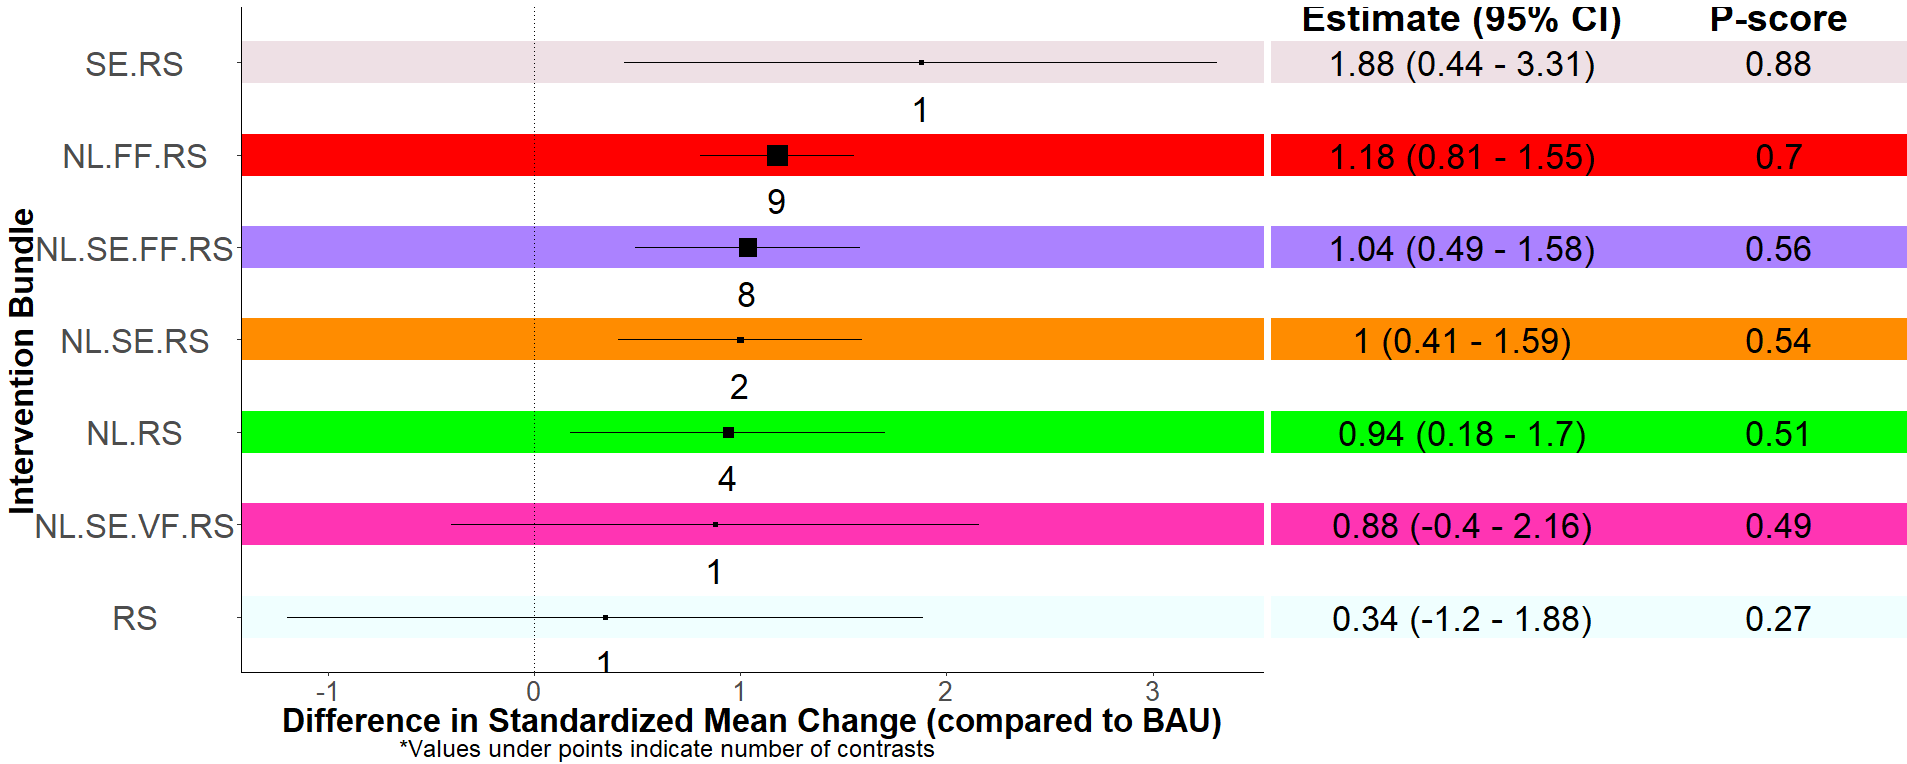 Estimate (95% CI) P-score
SE.RS 1.88 (0.44 - 3.31) 0.88
1
NL.FF.RS 1.18 (0.81 - 1.55) 0.7
9
NL.SE.FF.RS 1.04 (0.49 - 1.58) 0.56
8
NL.SE.RS 1 (0.41 - 1.59) 0.54
2
NL.RS 0.94 (0.18 - 1.7) 0.51
4
NL.SE.VF.RS 0.88 (-0.4 - 2.16) 0.49
1
RS 0.34 (-1.2 - 1.88) 0.27
1
Intervention Bundle
-1 0 1 2 3
Difference in Standardized Mean Change (compared to BAU)
*Values under points indicate number of contrasts